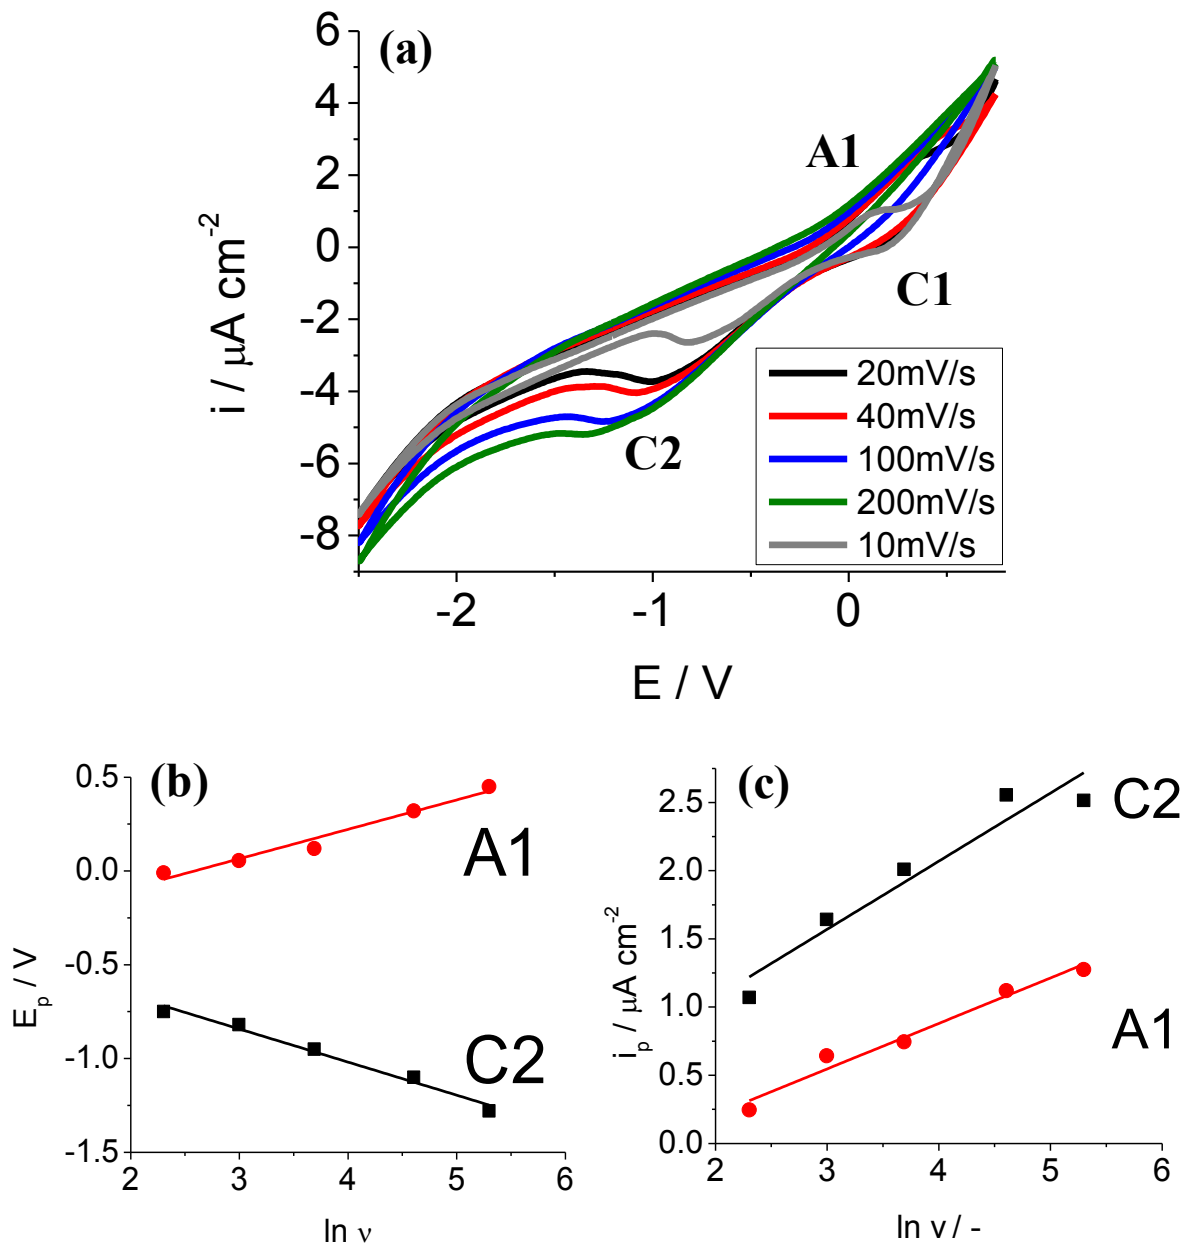 (a)
6
4
2
0
-2
-4
-6
-8
i / μA cm⁻²
A1
C1
C2
20mV/s
40mV/s
100mV/s
200mV/s
10mV/s
-2 -1 0
E / V
(b)
0.5
0.0
-0.5
-1.0
-1.5
E_p / V
A1
C2
2 3 4 5 6
ln ν
(c)
2.5
2.0
1.5
1.0
0.5
0.0
i_p / μA cm⁻²
C2
A1
2 3 4 5 6
ln v / -